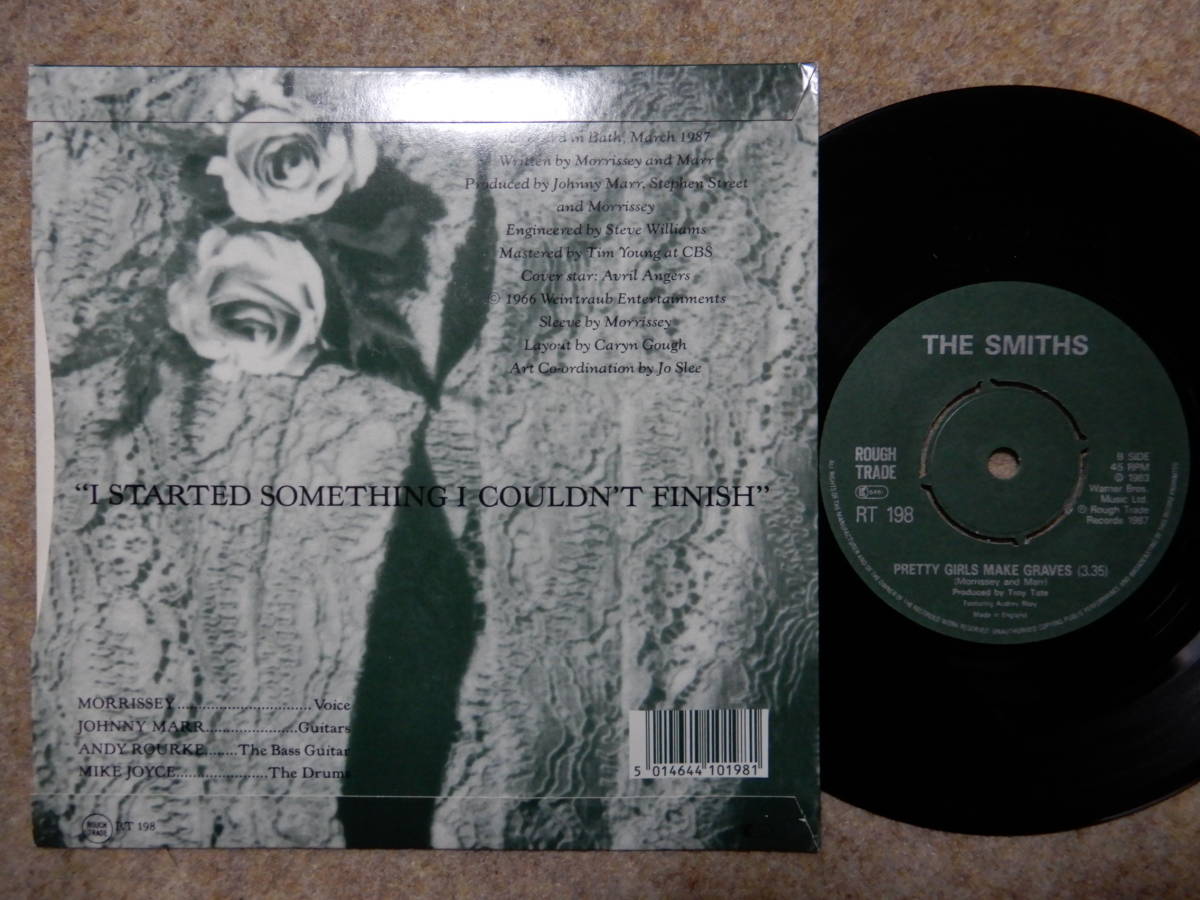 in Bath, March 1987
Written by Morrissey and Marr
Produced by Johnny Marr, Stephen Street
and Morrissey
Engineered by Steve Williams
Mastered by Tim Young at CBS
Cover star: Avril Angers
© 1966 Weintraub Entertainments
Sleeve by Morrissey
Layout by Caryn Gough
Art Co-ordination by Jo Slee
"I STARTED SOMETHING I COULDN'T FINISH"
MORRISSEY..............................Voice
JOHNNY MARR......................Guitars
ANDY ROURKE.......The Bass Guitar
MIKE JOYCE......................The Drums
5 014644 101981
ROUGH
TRADE
RT 198
THE SMITHS
ROUGH
TRADE
RT 198
B SIDE
45 RPM
© 1983
Warner Bros.
Music Ltd.
℗ Rough Trade
Records 1987
PRETTY GIRLS MAKE GRAVES (3.35)
(Morrissey and Marr)
Produced by Troy Tate
Made in England